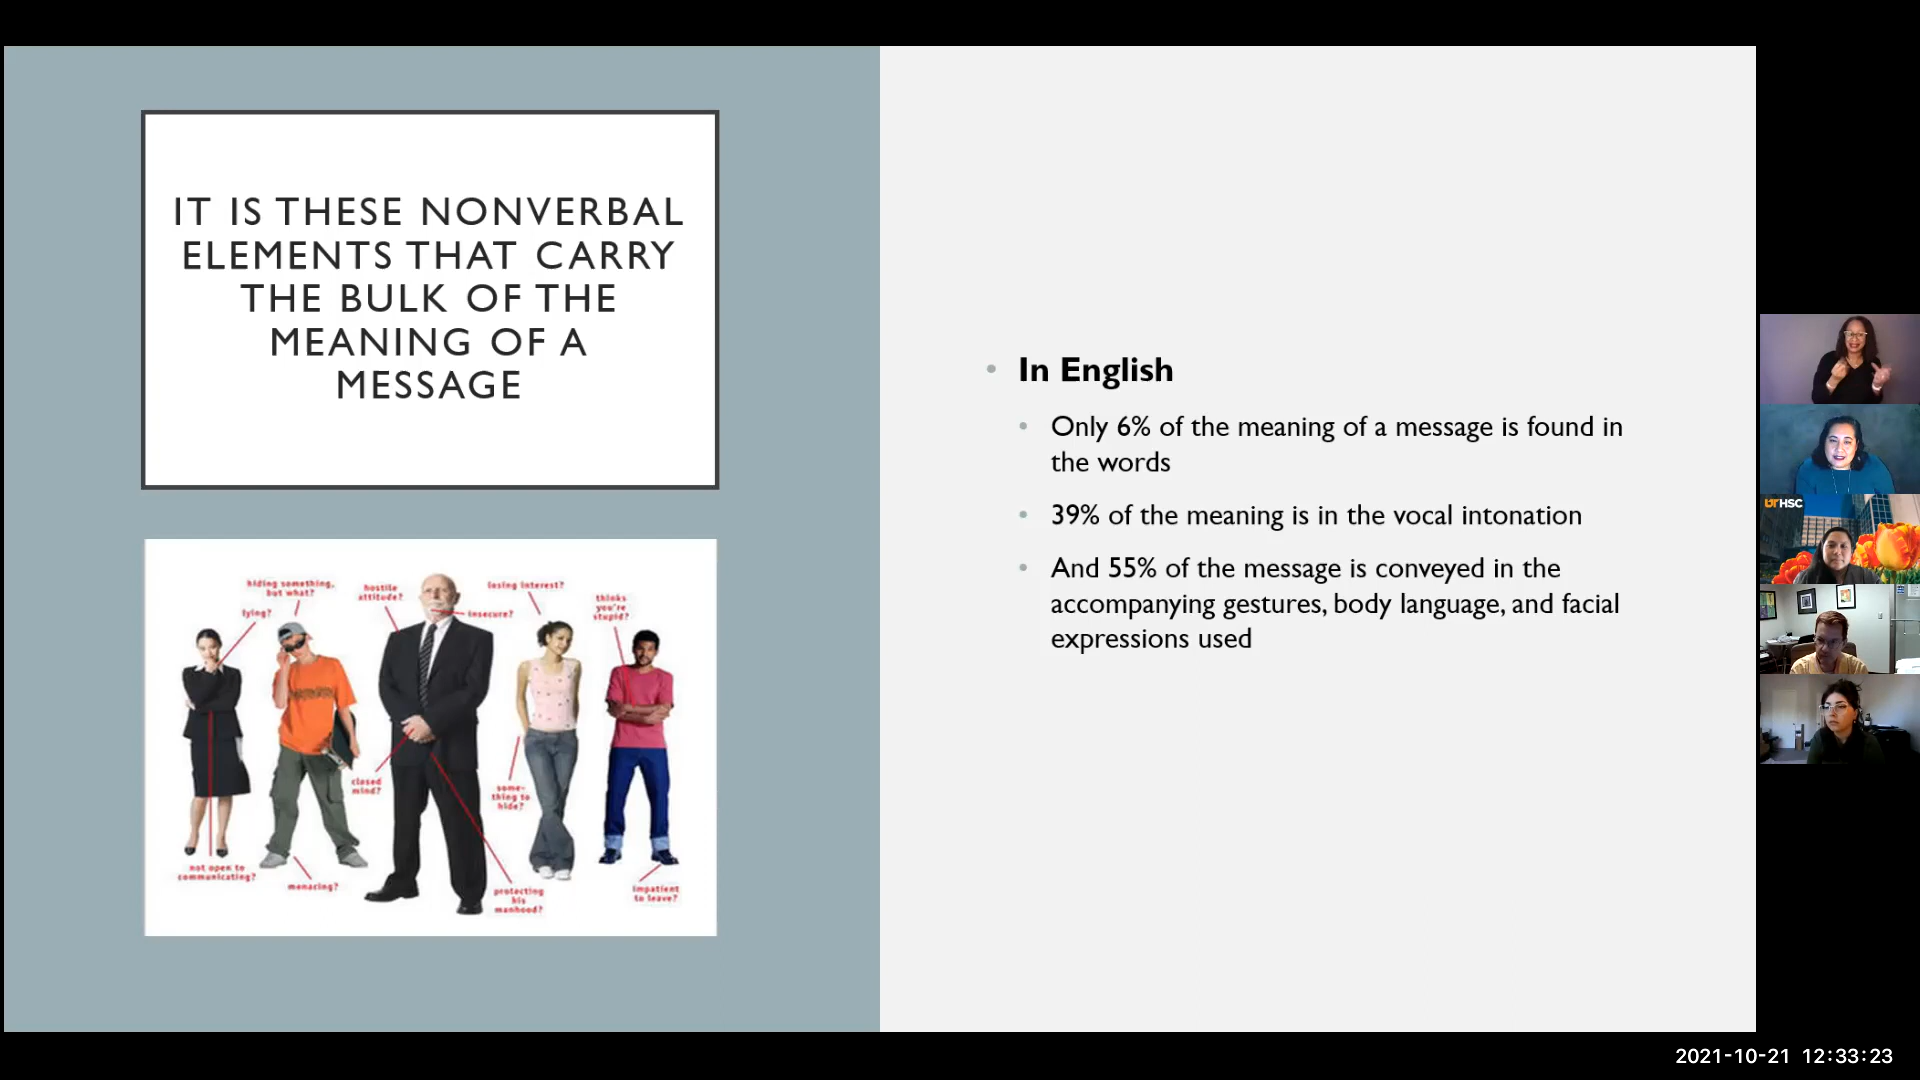 IT IS THESE NONVERBAL
ELEMENTS THAT CARRY
THE BULK OF THE
MEANING OF A
MESSAGE
hiding something,
but what?
lying?
hostile
attitude?
insecure?
losing interest?
thinks
you're
stupid?
closed
mind?
some-
thing to
hide?
not open to
communicating?
menacing?
protecting
his
manhood?
impatient
to leave?
• In English
• Only 6% of the meaning of a message is found in
the words
• 39% of the meaning is in the vocal intonation
• And 55% of the message is conveyed in the
accompanying gestures, body language, and facial
expressions used
UTHSC
2021-10-21 12:33:23